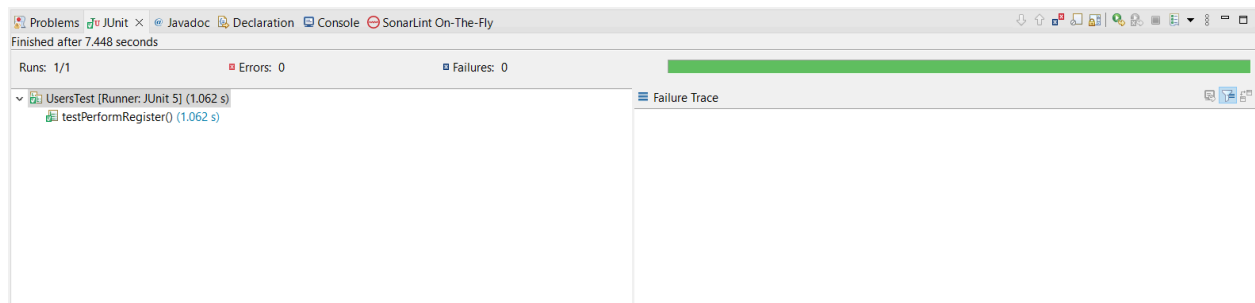 Problems JUnit × @ Javadoc Declaration Console SonarLint On-The-Fly
Finished after 7.448 seconds
Runs: 1/1 Errors: 0 Failures: 0
UsersTest [Runner: JUnit 5] (1.062 s)
Failure Trace
testPerformRegister() (1.062 s)